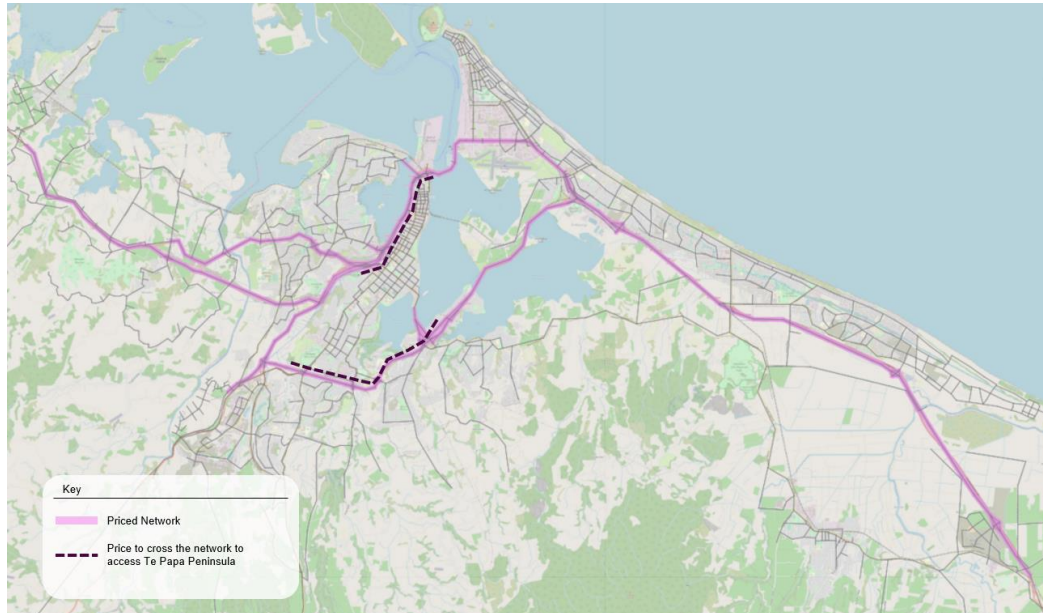 Key
Priced Network
Price to cross the network to
access Te Papa Peninsula